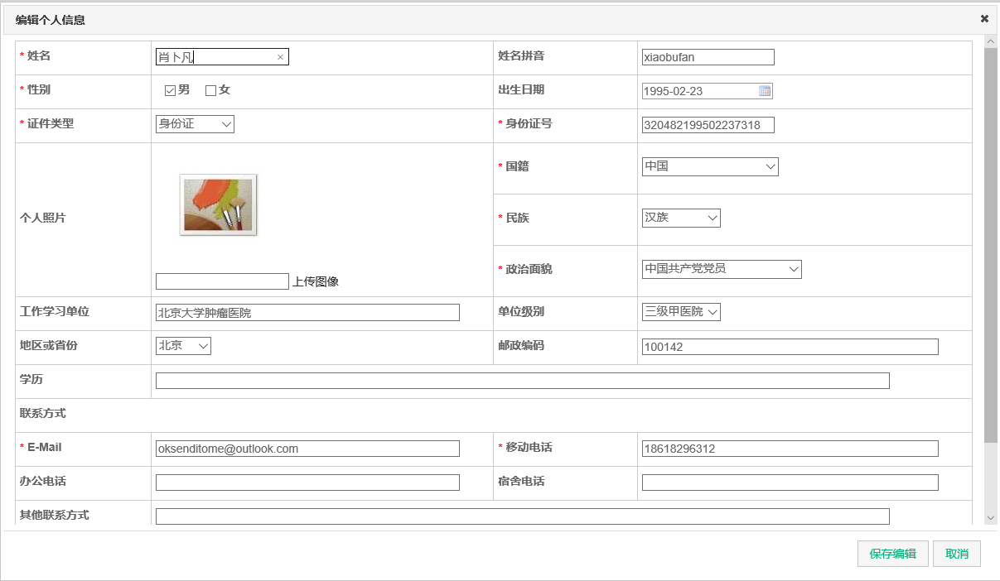 编辑个人信息
* 姓名 肖卜凡 姓名拼音 xiaobufan
* 性别 男 女 出生日期 1995-02-23
* 证件类型 身份证 * 身份证号 320482199502237318
个人照片 * 国籍 中国
* 民族 汉族
* 政治面貌 中国共产党党员
上传图像
工作学习单位 北京大学肿瘤医院 单位级别 三级甲医院
地区或省份 北京 邮政编码 100142
学历
联系方式
* E-Mail oksenditome@outlook.com * 移动电话 18618296312
办公电话 宿舍电话
其他联系方式
保存编辑 取消